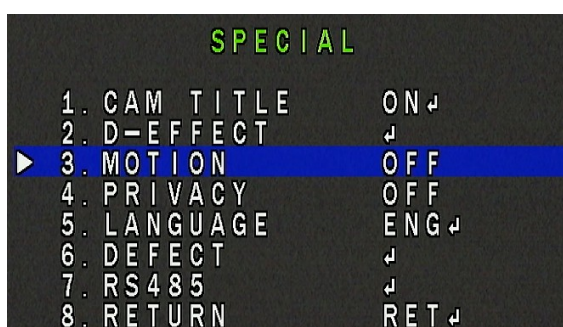 SPECIAL
1. CAM TITLE ON↲
2. D-EFFECT ↲
3. MOTION OFF
4. PRIVACY OFF
5. LANGUAGE ENG↲
6. DEFECT ↲
7. RS485 ↲
8. RETURN RET↲